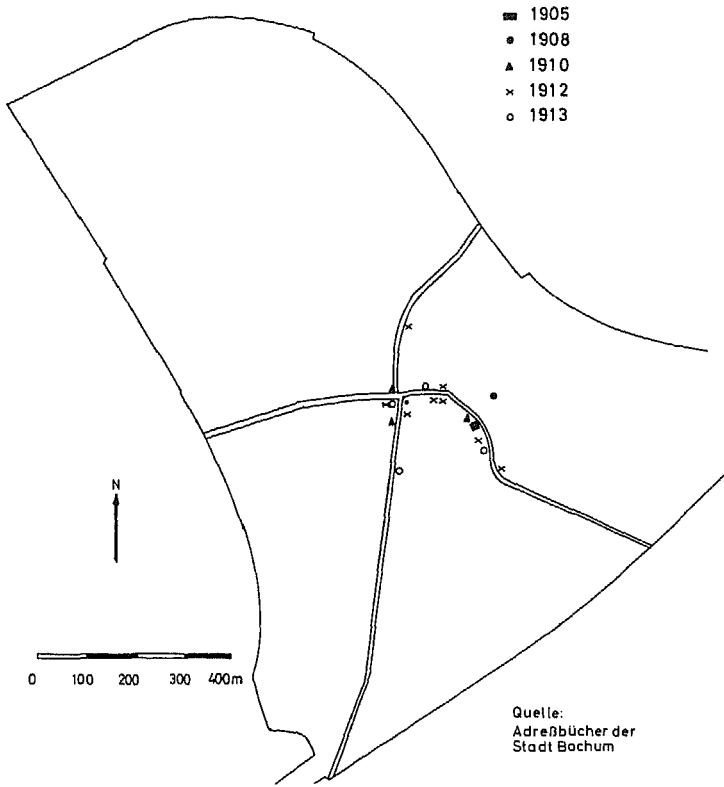 1905
1908
1910
1912
1913
N
0 100 200 300 400m
Quelle:
Adreßbücher der
Stadt Bochum